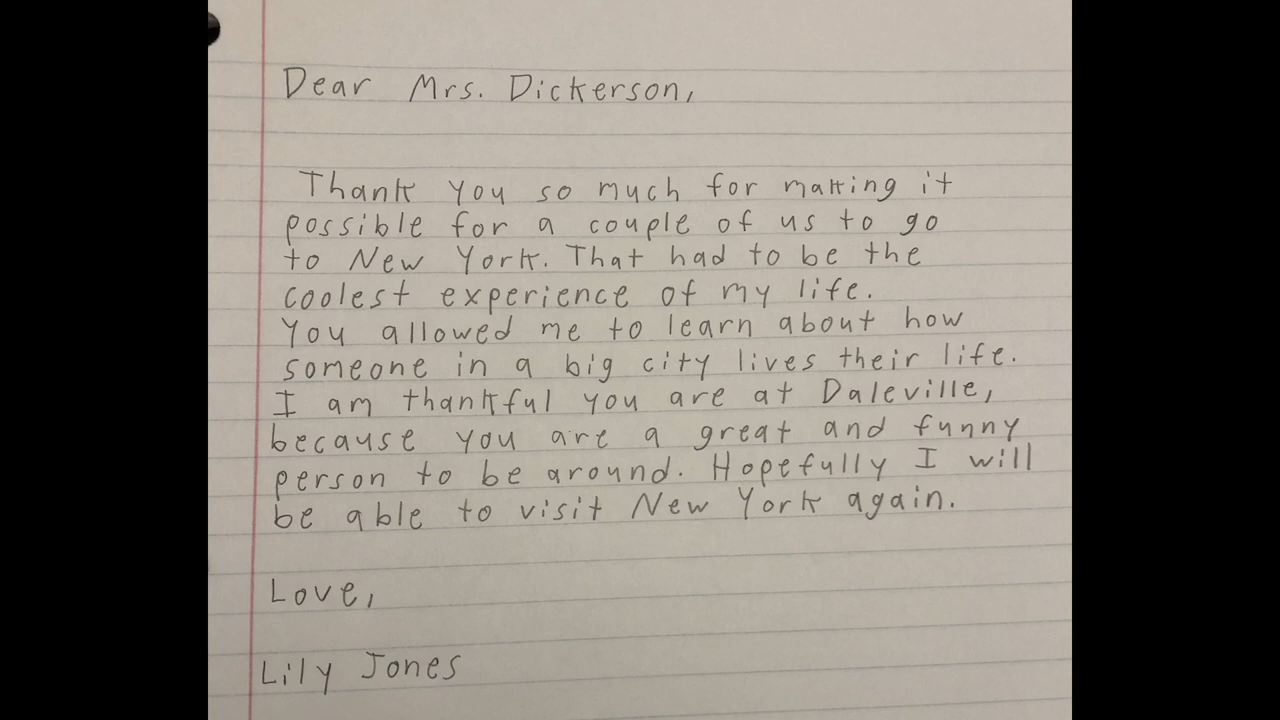 Dear Mrs. Dickerson,
Thank you so much for making it
possible for a couple of us to go
to New York. That had to be the
coolest experience of my life.
You allowed me to learn about how
someone in a big city lives their life.
I am thankful you are at Daleville,
because you are a great and funny
person to be around. Hopefully I will
be able to visit New York again.
Love,
Lily Jones